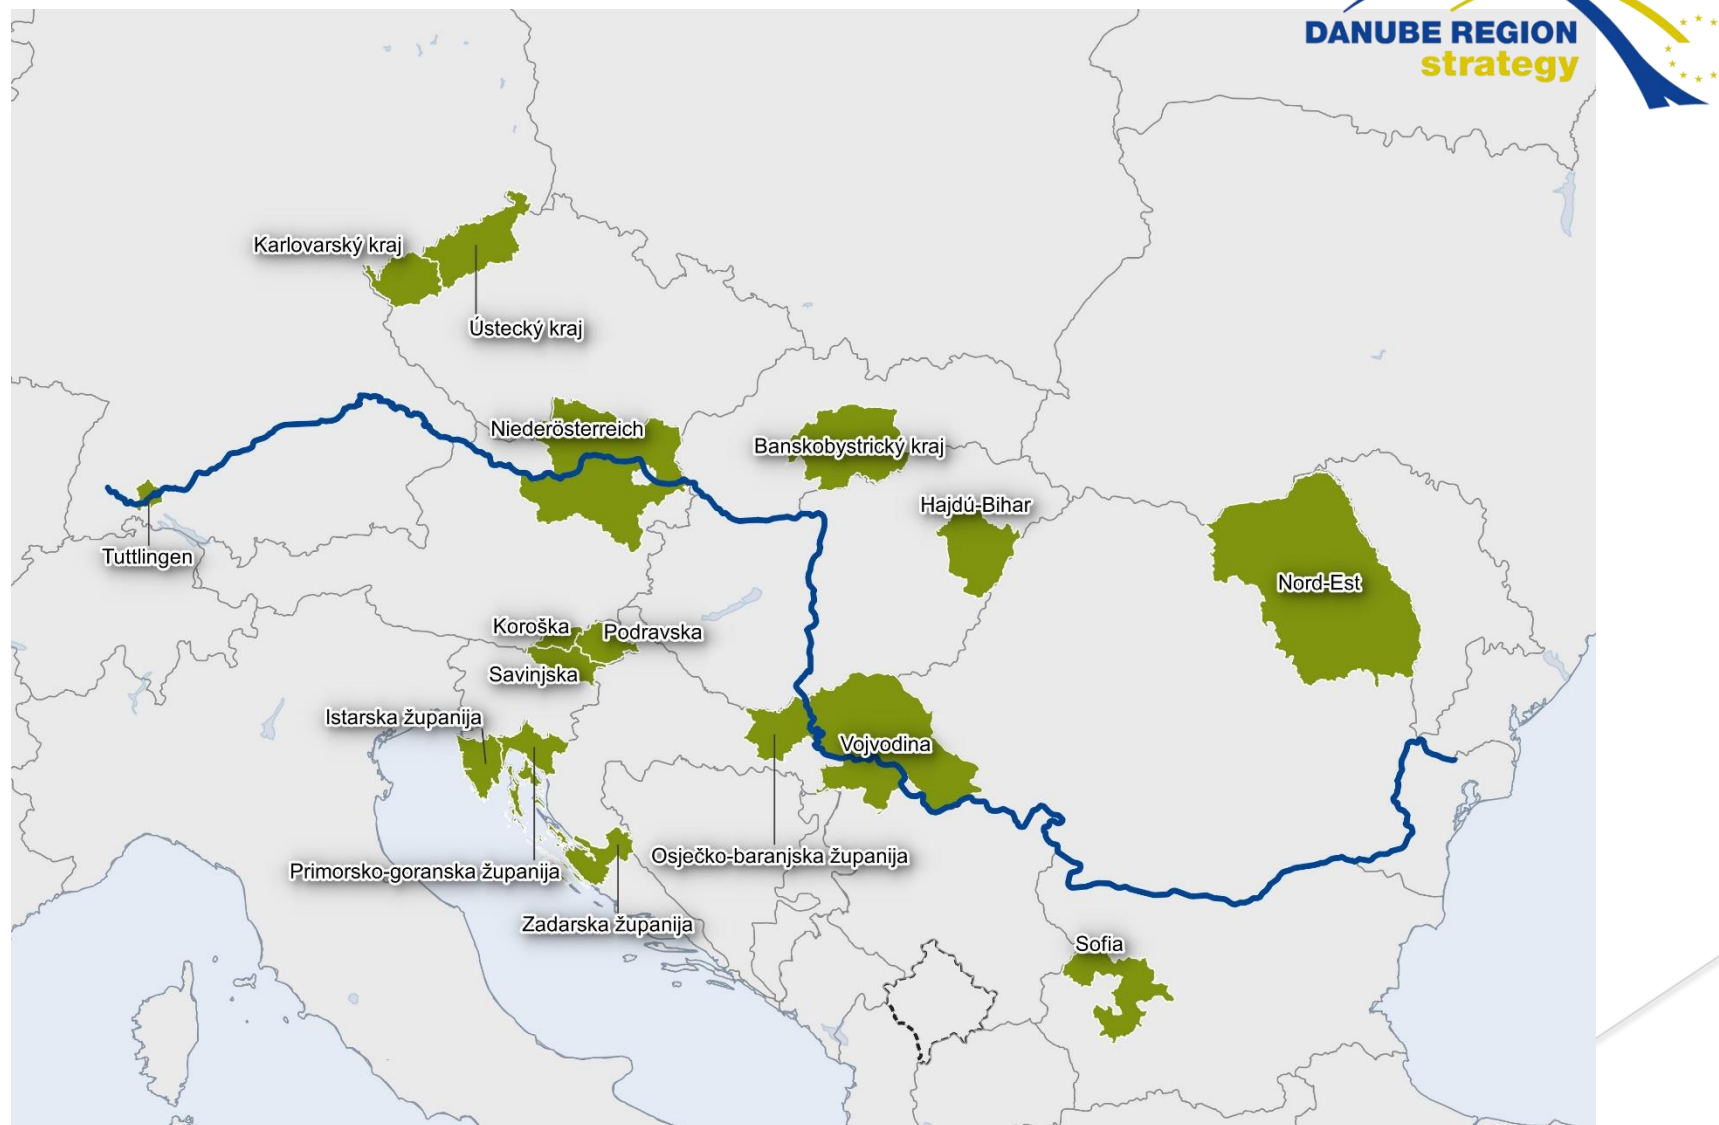 DANUBE REGION
strategy
Karlovarský kraj
Ústecký kraj
Niederösterreich
Banskobystrický kraj
Hajdú-Bihar
Tuttlingen
Nord-Est
Koroška
Podravska
Savinjska
Istarska županija
Vojvodina
Osječko-baranjska županija
Primorsko-goranska županija
Zadarska županija
Sofia